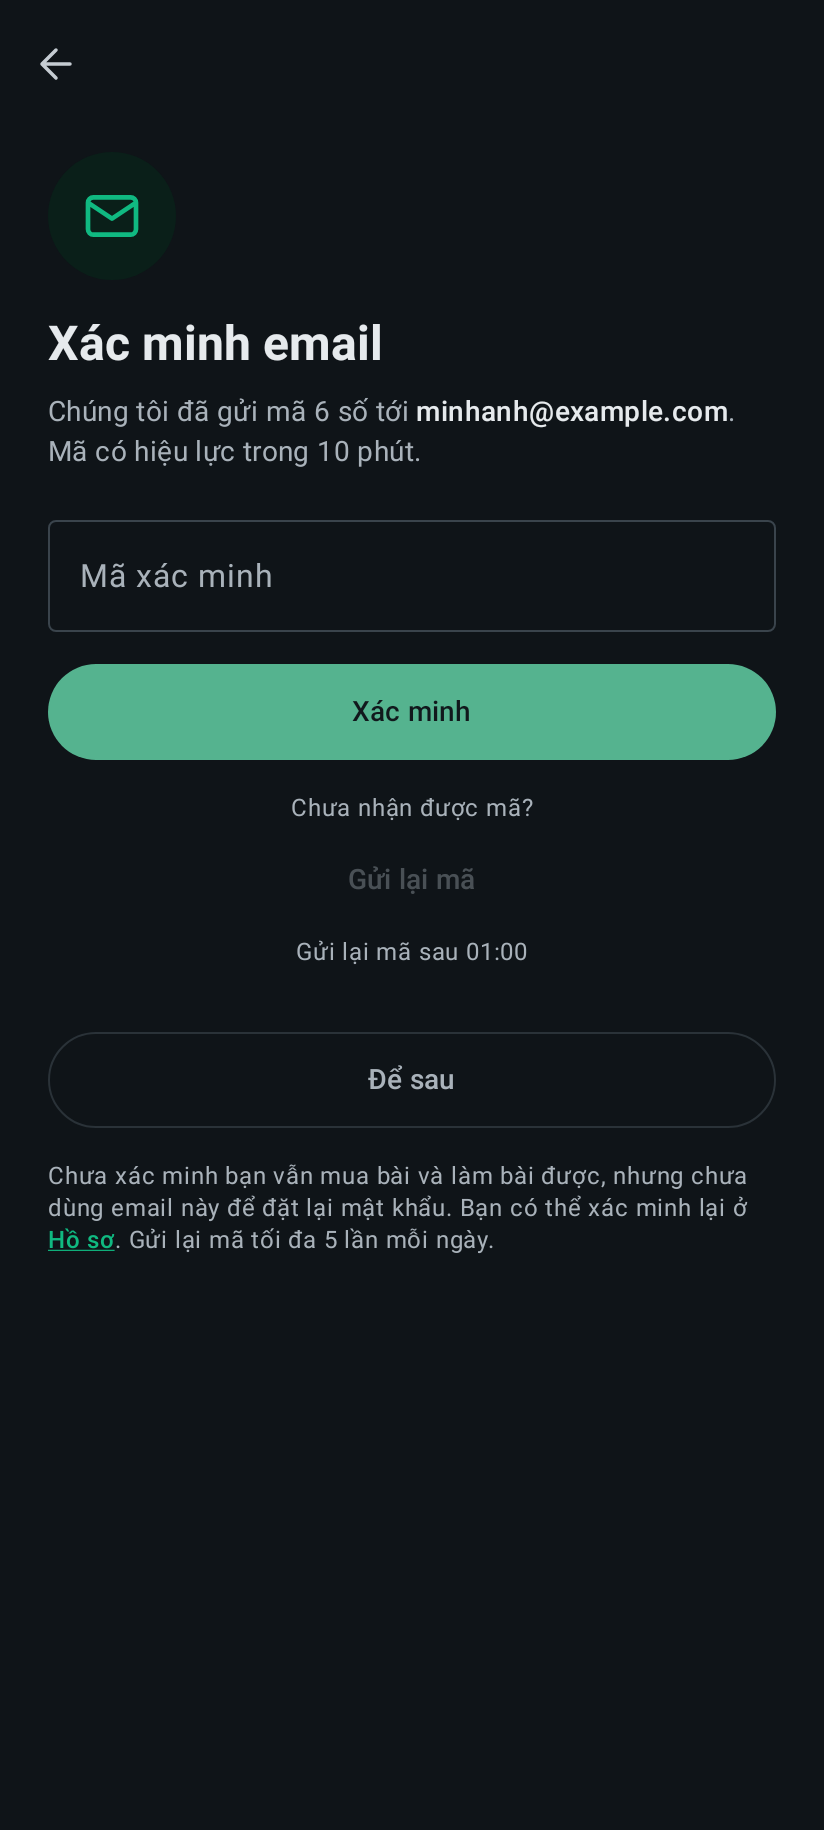 Xác minh email
Chúng tôi đã gửi mã 6 số tới minhanh@example.com.
Mã có hiệu lực trong 10 phút.
Mã xác minh
Xác minh
Chưa nhận được mã?
Gửi lại mã
Gửi lại mã sau 01:00
Để sau
Chưa xác minh bạn vẫn mua bài và làm bài được, nhưng chưa
dùng email này để đặt lại mật khẩu. Bạn có thể xác minh lại ở
Hồ sơ. Gửi lại mã tối đa 5 lần mỗi ngày.